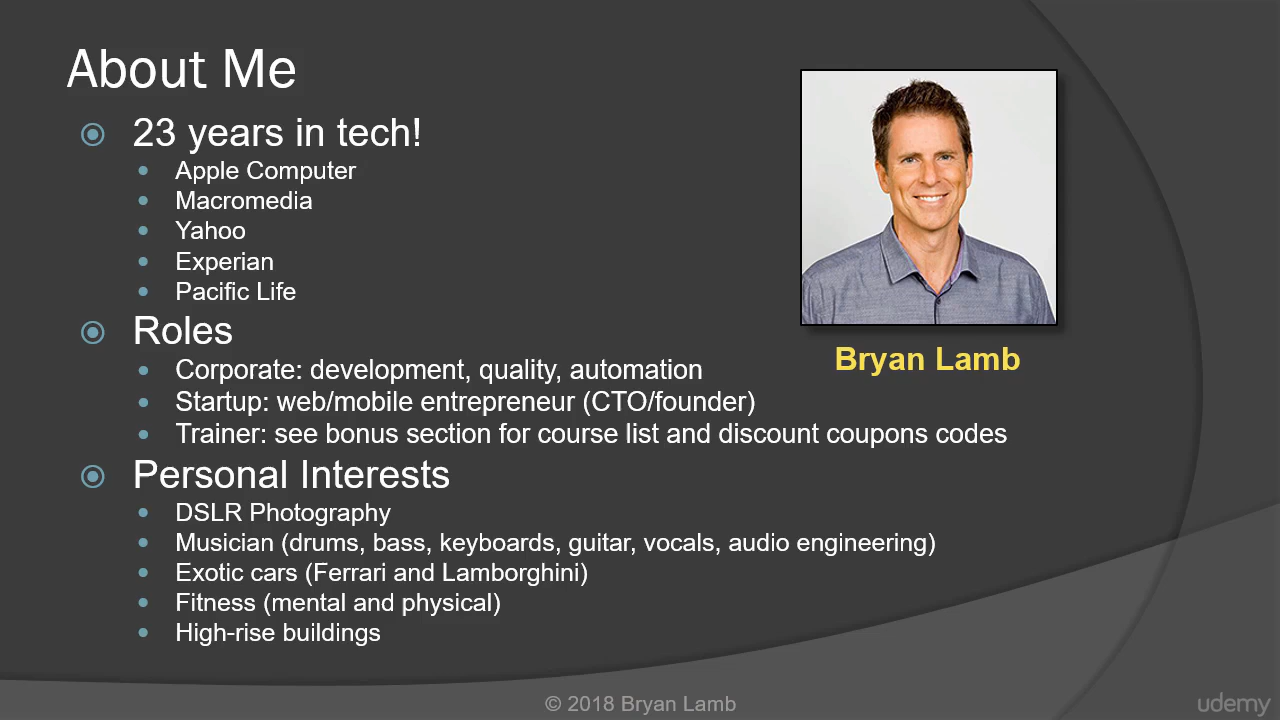 About Me
23 years in tech!
Apple Computer
Macromedia
Yahoo
Experian
Pacific Life
Roles
Corporate: development, quality, automation
Startup: web/mobile entrepreneur (CTO/founder)
Trainer: see bonus section for course list and discount coupons codes
Personal Interests
DSLR Photography
Musician (drums, bass, keyboards, guitar, vocals, audio engineering)
Exotic cars (Ferrari and Lamborghini)
Fitness (mental and physical)
High-rise buildings
Bryan Lamb
© 2018 Bryan Lamb
udemy